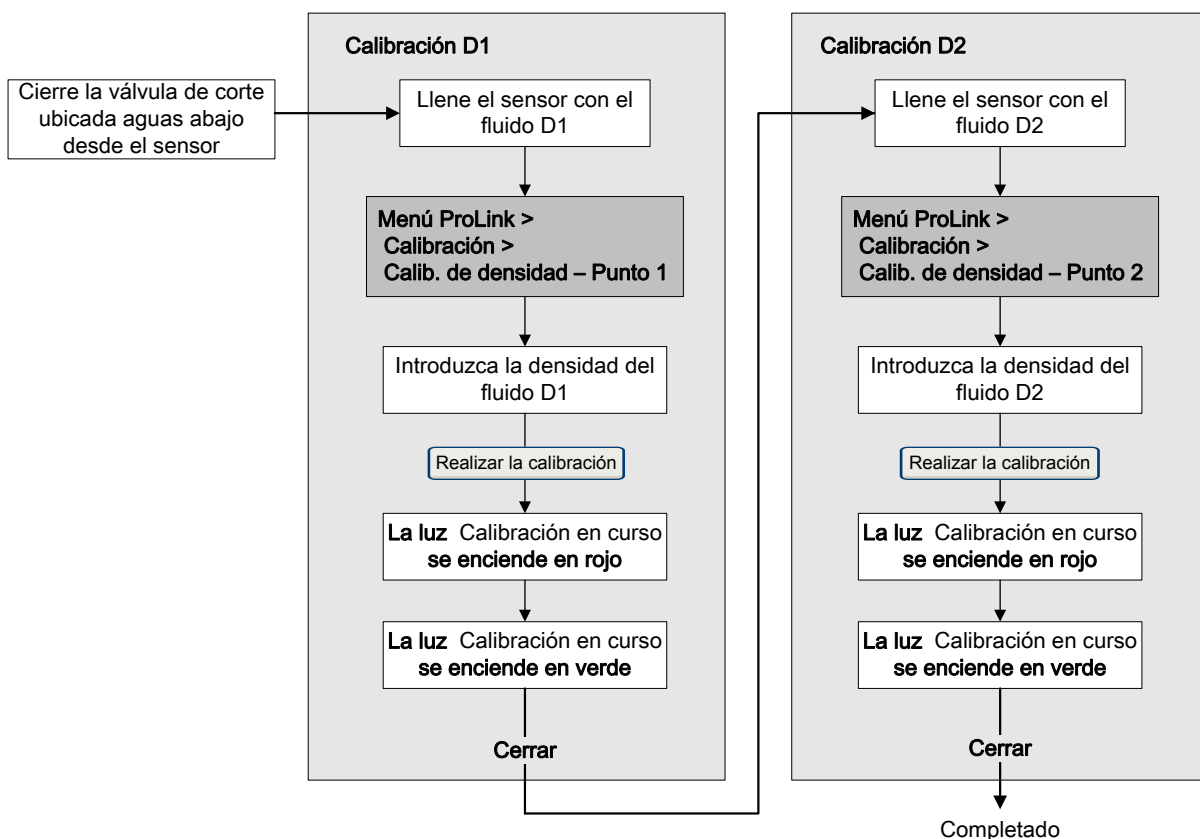 Cierre la válvula de corte
ubicada aguas abajo
desde el sensor
Calibración D1
Llene el sensor con el
fluido D1
Menú ProLink >
Calibración >
Calib. de densidad – Punto 1
Introduzca la densidad del
fluido D1
Realizar la calibración
La luz Calibración en curso
se enciende en rojo
La luz Calibración en curso
se enciende en verde
Cerrar
Calibración D2
Llene el sensor con el
fluido D2
Menú ProLink >
Calibración >
Calib. de densidad – Punto 2
Introduzca la densidad del
fluido D2
Realizar la calibración
La luz Calibración en curso
se enciende en rojo
La luz Calibración en curso
se enciende en verde
Cerrar
Completado